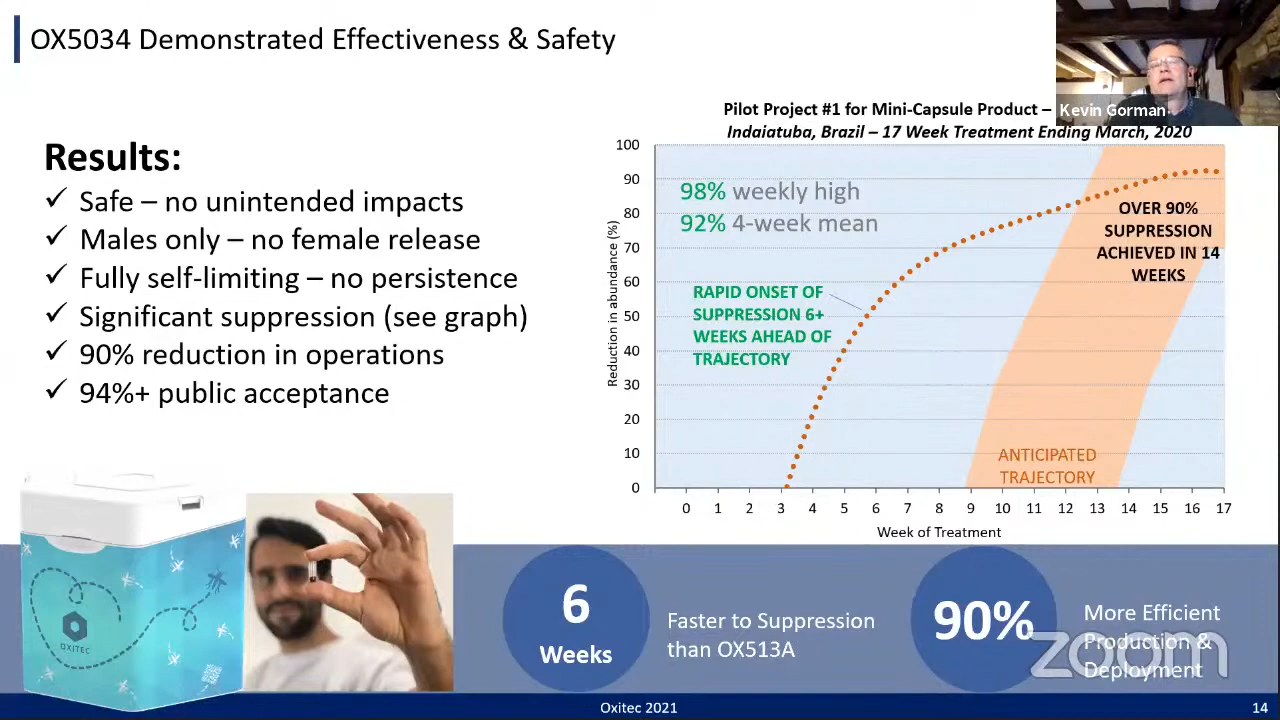 OX5034 Demonstrated Effectiveness & Safety
Kevin Gorman
Results:
✓ Safe – no unintended impacts
✓ Males only – no female release
✓ Fully self-limiting – no persistence
✓ Significant suppression (see graph)
✓ 90% reduction in operations
✓ 94%+ public acceptance
Pilot Project #1 for Mini-Capsule Product –
Indaiatuba, Brazil – 17 Week Treatment Ending March, 2020
Reduction in abundance (%)
100
90
80
70
60
50
40
30
20
10
0
98% weekly high
92% 4-week mean
RAPID ONSET OF
SUPPRESSION 6+
WEEKS AHEAD OF
TRAJECTORY
OVER 90%
SUPPRESSION
ACHIEVED IN 14
WEEKS
ANTICIPATED
TRAJECTORY
0 1 2 3 4 5 6 7 8 9 10 11 12 13 14 15 16 17
Week of Treatment
OXITEC
6
Weeks
Faster to Suppression
than OX513A
90%
More Efficient
Production &
Deployment
zoom
Oxitec 2021
14